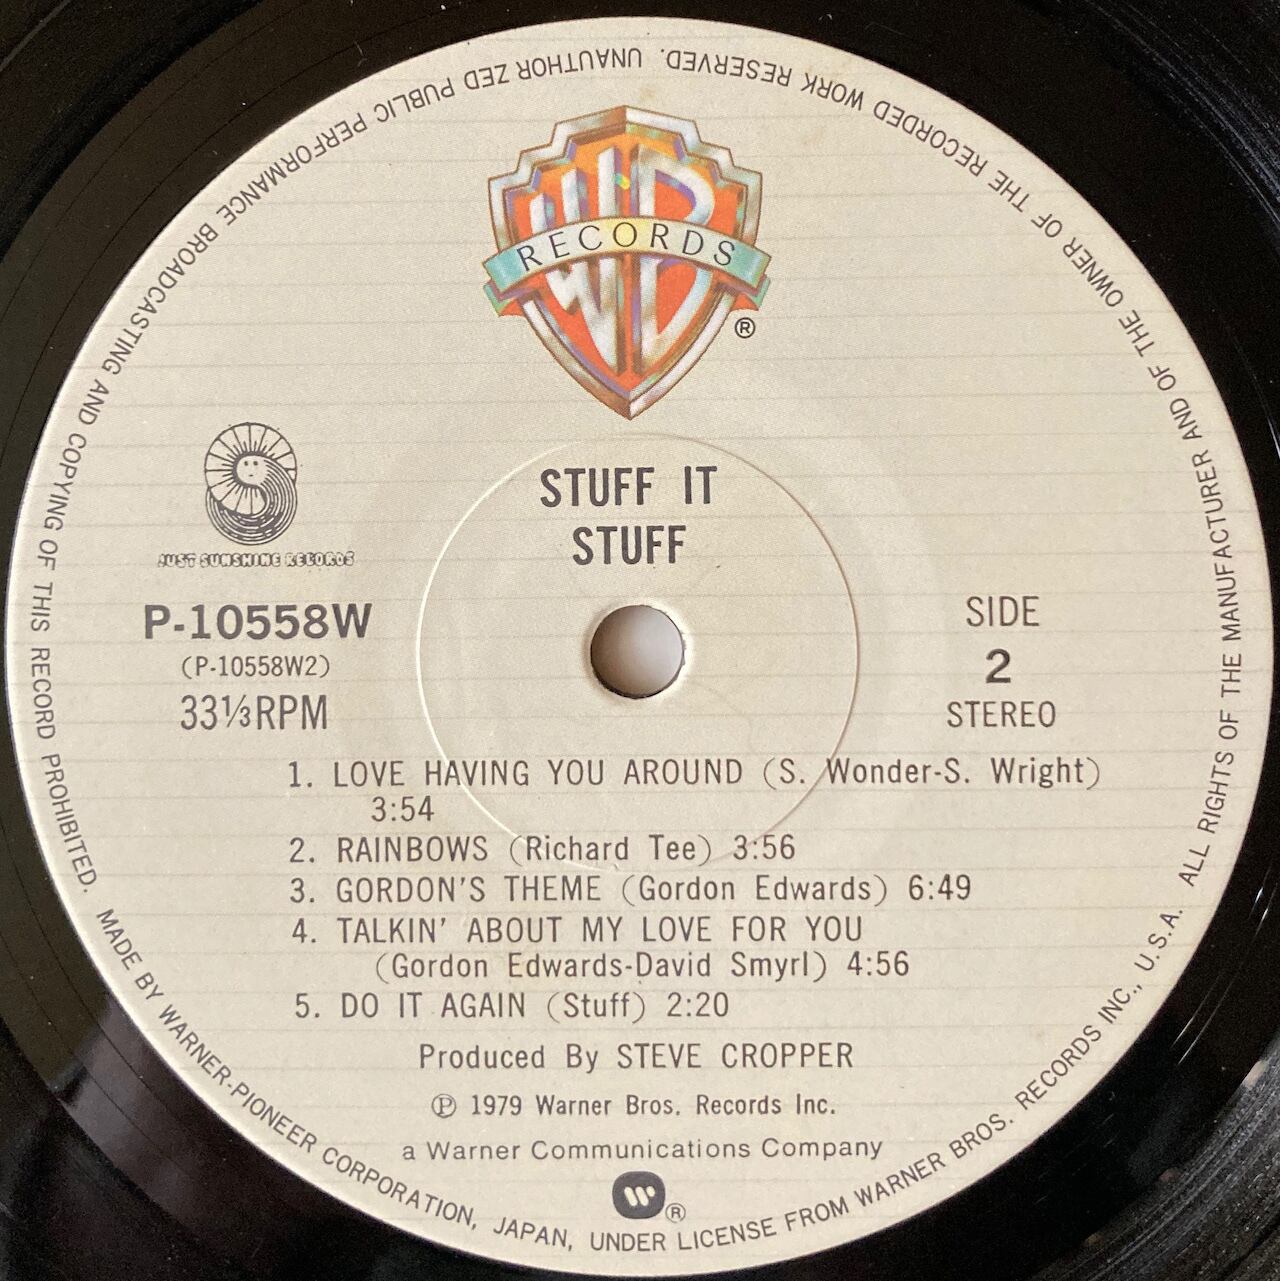 WB
RECORDS
®
STUFF IT
STUFF
JUST SUNSHINE RECORDS
P-10558W
(P-10558W2)
33⅓RPM
SIDE
2
STEREO
1. LOVE HAVING YOU AROUND (S. Wonder-S. Wright)
3:54
2. RAINBOWS (Richard Tee) 3:56
3. GORDON'S THEME (Gordon Edwards) 6:49
4. TALKIN' ABOUT MY LOVE FOR YOU
(Gordon Edwards-David Smyrl) 4:56
5. DO IT AGAIN (Stuff) 2:20
Produced By STEVE CROPPER
℗ 1979 Warner Bros. Records Inc.
a Warner Communications Company
®
MADE BY WARNER-PIONEER CORPORATION, JAPAN, UNDER LICENSE FROM WARNER BROS. RECORDS INC., U.S.A. ALL RIGHTS OF THE MANUFACTURER AND OF THE OWNER OF THE RECORDED WORK RESERVED. UNAUTHOR ZED PUBLIC PERFORMANCE BROADCASTING AND COPYING OF THIS RECORD PROHIBITED.